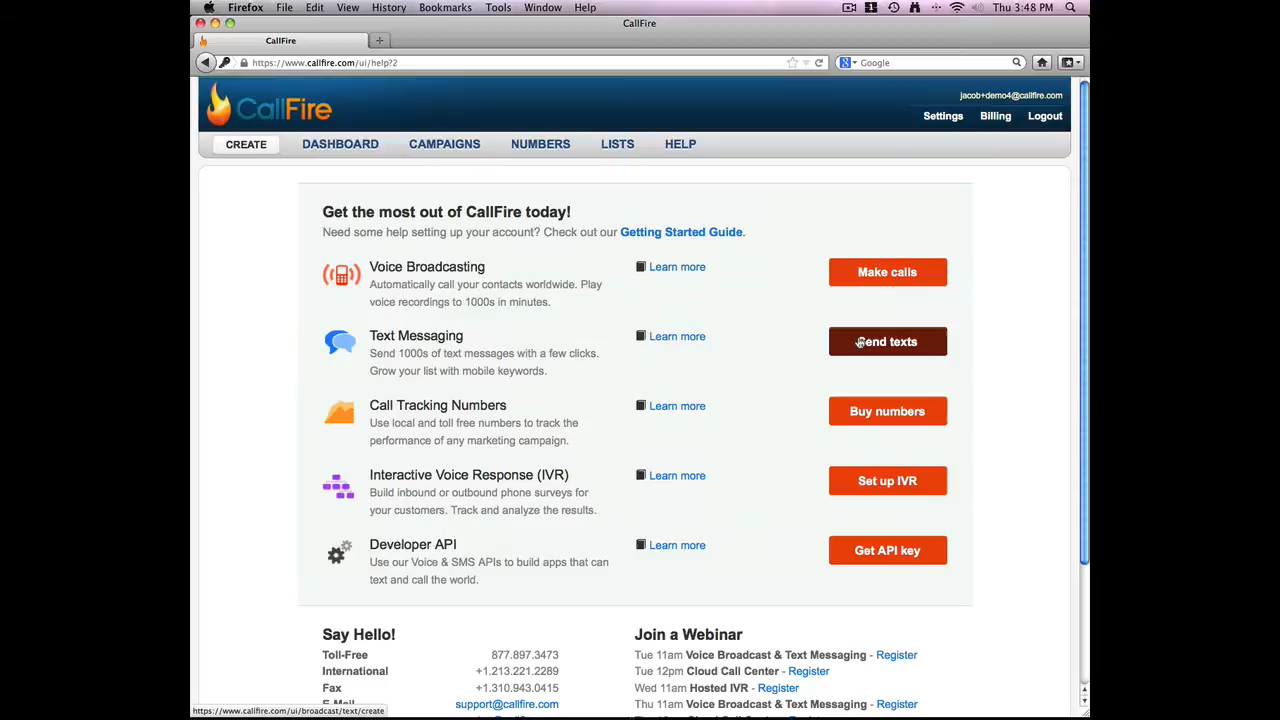 Firefox File Edit View History Bookmarks Tools Window Help Thu 3:48 PM
CallFire
CallFire
https://www.callfire.com/ui/help?2 Google
CallFire
jacob+demo4@callfire.com
Settings Billing Logout
CREATE DASHBOARD CAMPAIGNS NUMBERS LISTS HELP
Get the most out of CallFire today!
Need some help setting up your account? Check out our Getting Started Guide.
Voice Broadcasting Learn more Make calls
Automatically call your contacts worldwide. Play
voice recordings to 1000s in minutes.
Text Messaging Learn more Send texts
Send 1000s of text messages with a few clicks.
Grow your list with mobile keywords.
Call Tracking Numbers Learn more Buy numbers
Use local and toll free numbers to track the
performance of any marketing campaign.
Interactive Voice Response (IVR) Learn more Set up IVR
Build inbound or outbound phone surveys for
your customers. Track and analyze the results.
Developer API Learn more Get API key
Use our Voice & SMS APIs to build apps that can
text and call the world.
Say Hello!
Toll-Free 877.897.3473
International +1.213.221.2289
Fax +1.310.943.0415
E-Mail support@callfire.com
Join a Webinar
Tue 11am Voice Broadcast & Text Messaging - Register
Tue 12pm Cloud Call Center - Register
Wed 11am Hosted IVR - Register
Thu 11am Voice Broadcast & Text Messaging - Register
https://www.callfire.com/ui/broadcast/text/create